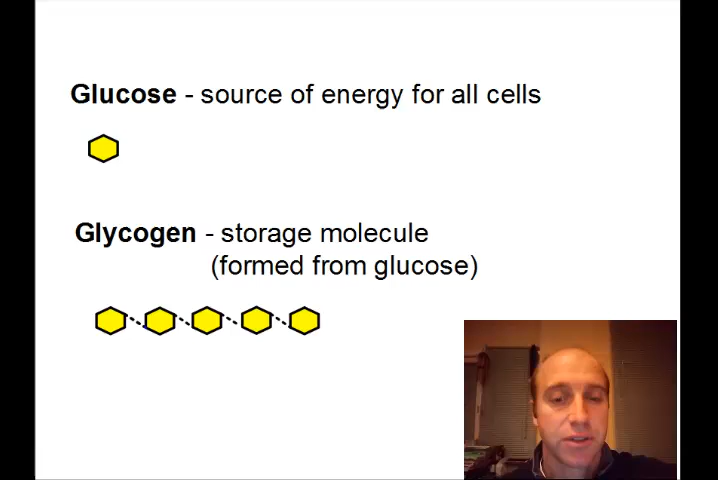 Glucose - source of energy for all cells
Glycogen - storage molecule
(formed from glucose)